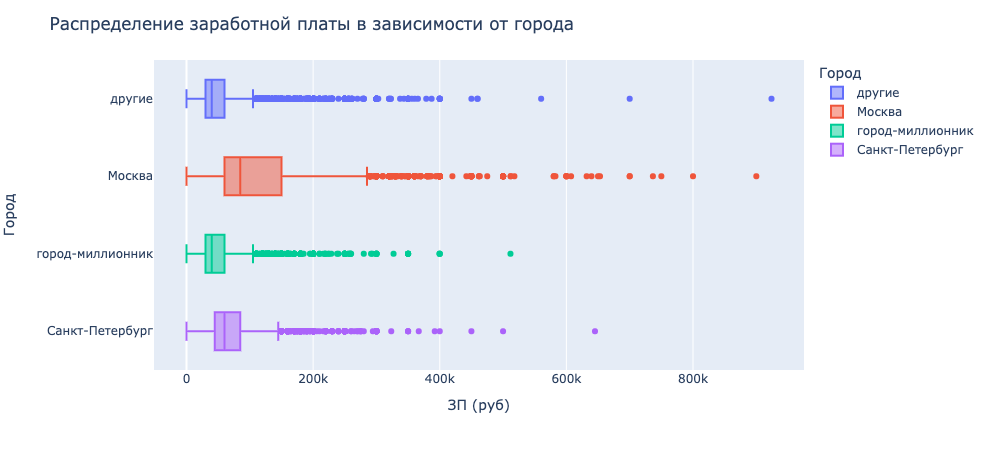 Распределение заработной платы в зависимости от города
Город
другие
Москва
город-миллионник
Санкт-Петербург
0
200k
400k
600k
800k
ЗП (руб)
Город
другие
Москва
город-миллионник
Санкт-Петербург